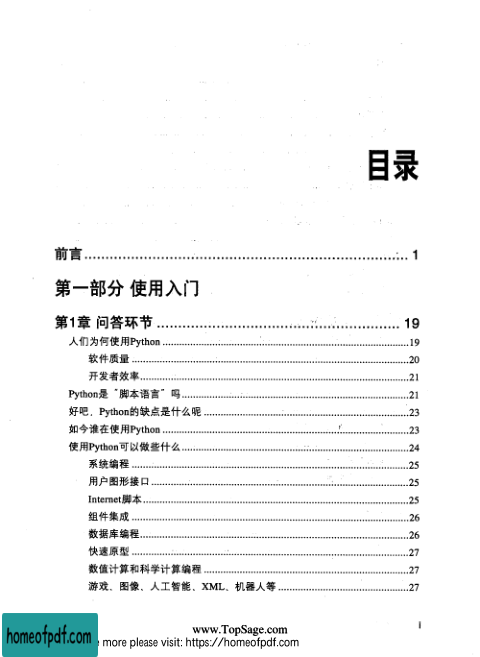 目录
前言 1
第一部分 使用入门
第1章 问答环节 19
人们为何使用Python 19
软件质量 20
开发者效率 21
Python是“脚本语言”吗 21
好吧，Python的缺点是什么呢 23
如今谁在使用Python 23
使用Python可以做些什么 24
系统编程 25
用户图形接口 25
Internet脚本 25
组件集成 26
数据库编程 26
快速原型 27
数值计算和科学计算编程 27
游戏、图像、人工智能、XML、机器人等 27
www.TopSage.com
i
homeofpdf.com
more please visit: https://homeofpdf.com